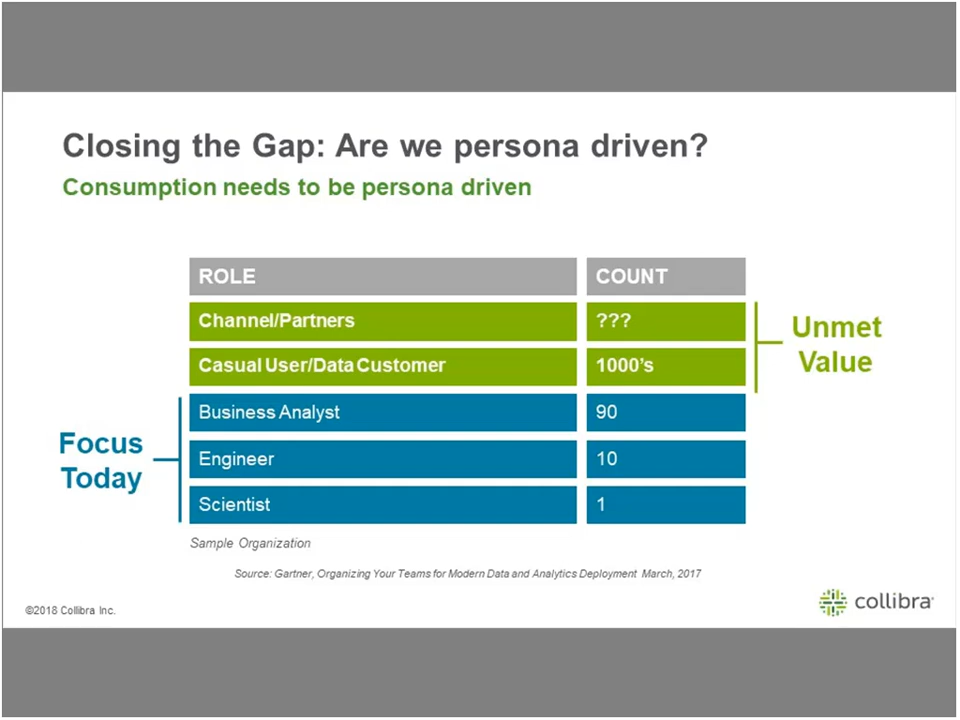 Closing the Gap: Are we persona driven?
Consumption needs to be persona driven
ROLE COUNT
Channel/Partners ???
Casual User/Data Customer 1000's
Unmet
Value
Business Analyst 90
Engineer 10
Scientist 1
Focus
Today
Sample Organization
Source: Gartner, Organizing Your Teams for Modern Data and Analytics Deployment March, 2017
©2018 Collibra Inc.
collibra